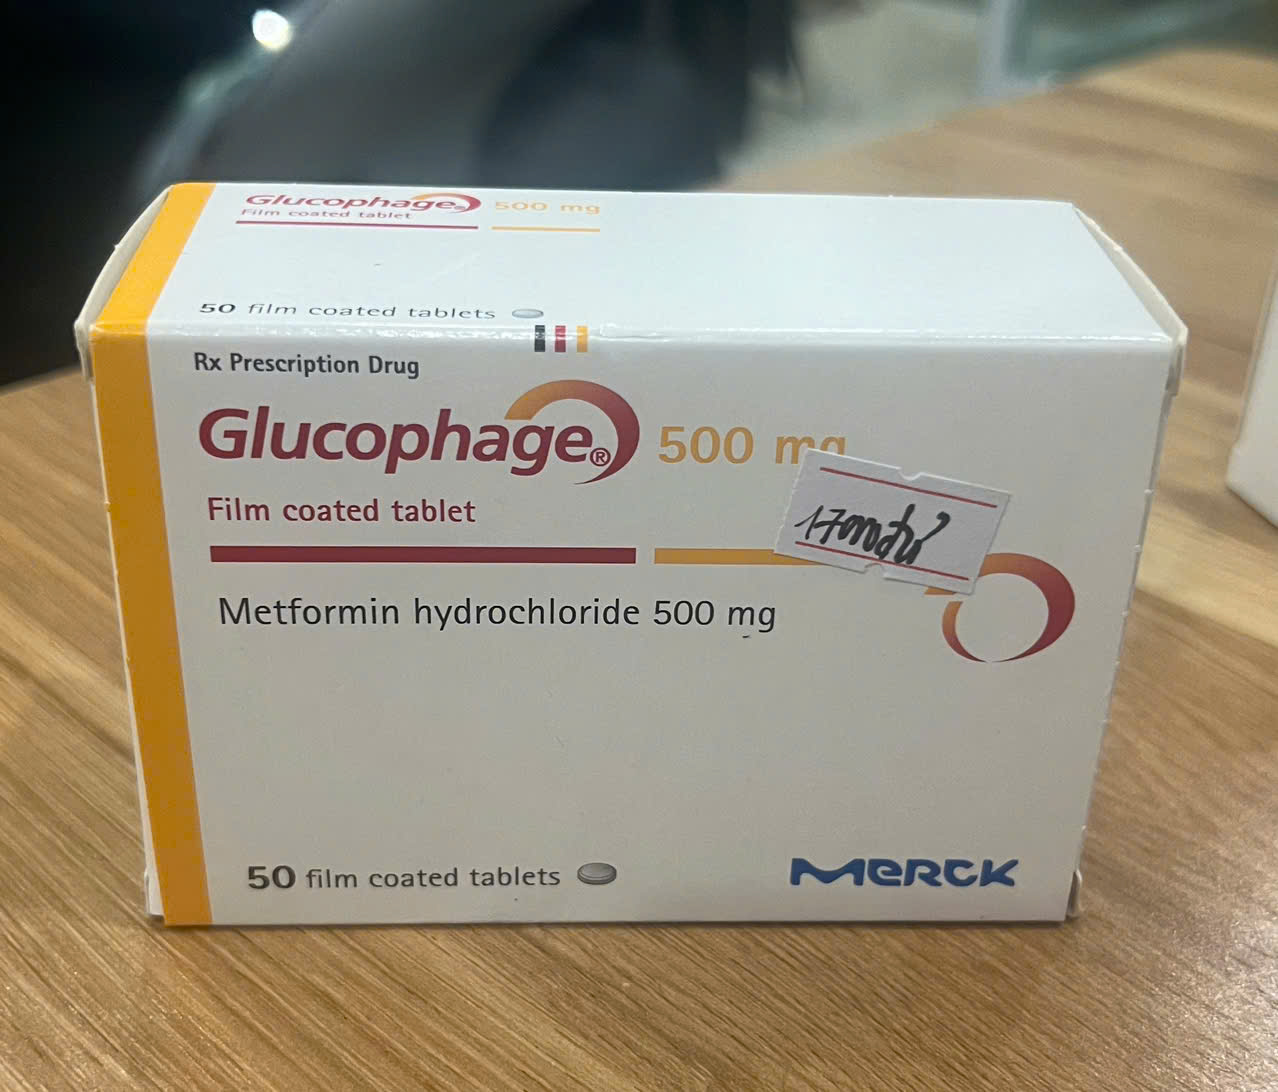 Glucophage® 500 mg
Film coated tablet
50 film coated tablets
Rx Prescription Drug
Glucophage® 500 mg
Film coated tablet
Metformin hydrochloride 500 mg
50 film coated tablets
MERCK